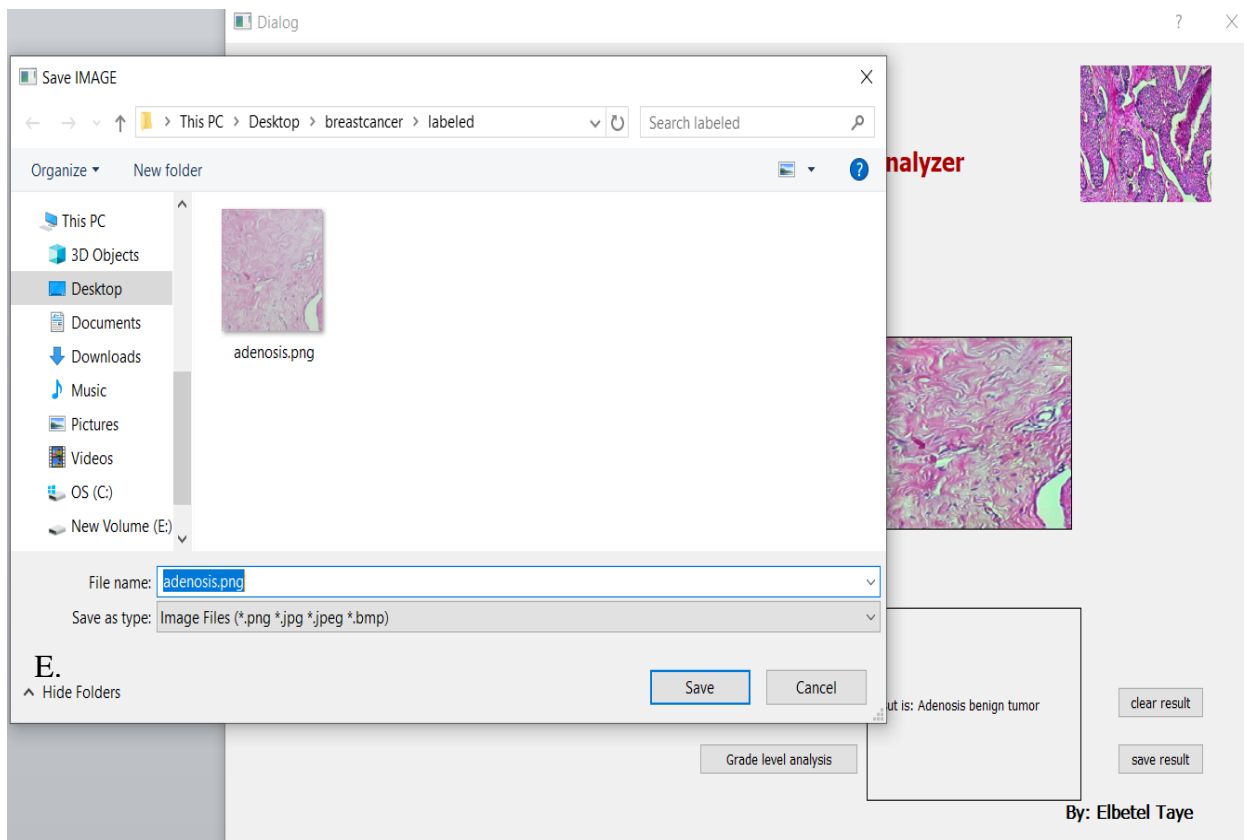 Dialog
?
X
Save IMAGE
X
This PC > Desktop > breastcancer > labeled
Search labeled
Organize
New folder
?
nalyzer
This PC
3D Objects
Desktop
Documents
Downloads
Music
Pictures
Videos
OS (C:)
New Volume (E:)
adenosis.png
File name: adenosis.png
Save as type: Image Files (*.png *.jpg *.jpeg *.bmp)
E.
Hide Folders
Save
Cancel
ut is: Adenosis benign tumor
clear result
Grade level analysis
save result
By: Elbetel Taye